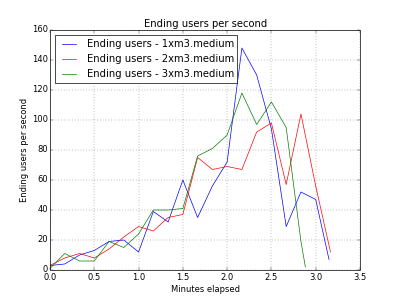 Ending users per second
160
140
120
100
80
60
40
20
0
Ending users per second
Ending users - 1xm3.medium
Ending users - 2xm3.medium
Ending users - 3xm3.medium
0.0 0.5 1.0 1.5 2.0 2.5 3.0 3.5
Minutes elapsed